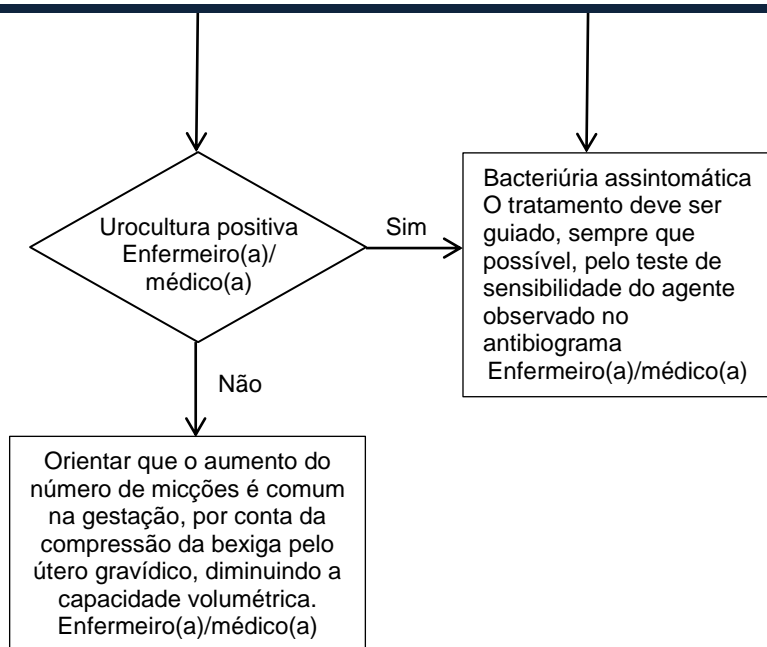 Urocultura positiva
Enfermeiro(a)/
médico(a)
Sim
Bacteriúria assintomática
O tratamento deve ser
guiado, sempre que
possível, pelo teste de
sensibilidade do agente
observado no
antibiograma
Enfermeiro(a)/médico(a)
Não
Orientar que o aumento do
número de micções é comum
na gestação, por conta da
compressão da bexiga pelo
útero gravídico, diminuindo a
capacidade volumétrica.
Enfermeiro(a)/médico(a)